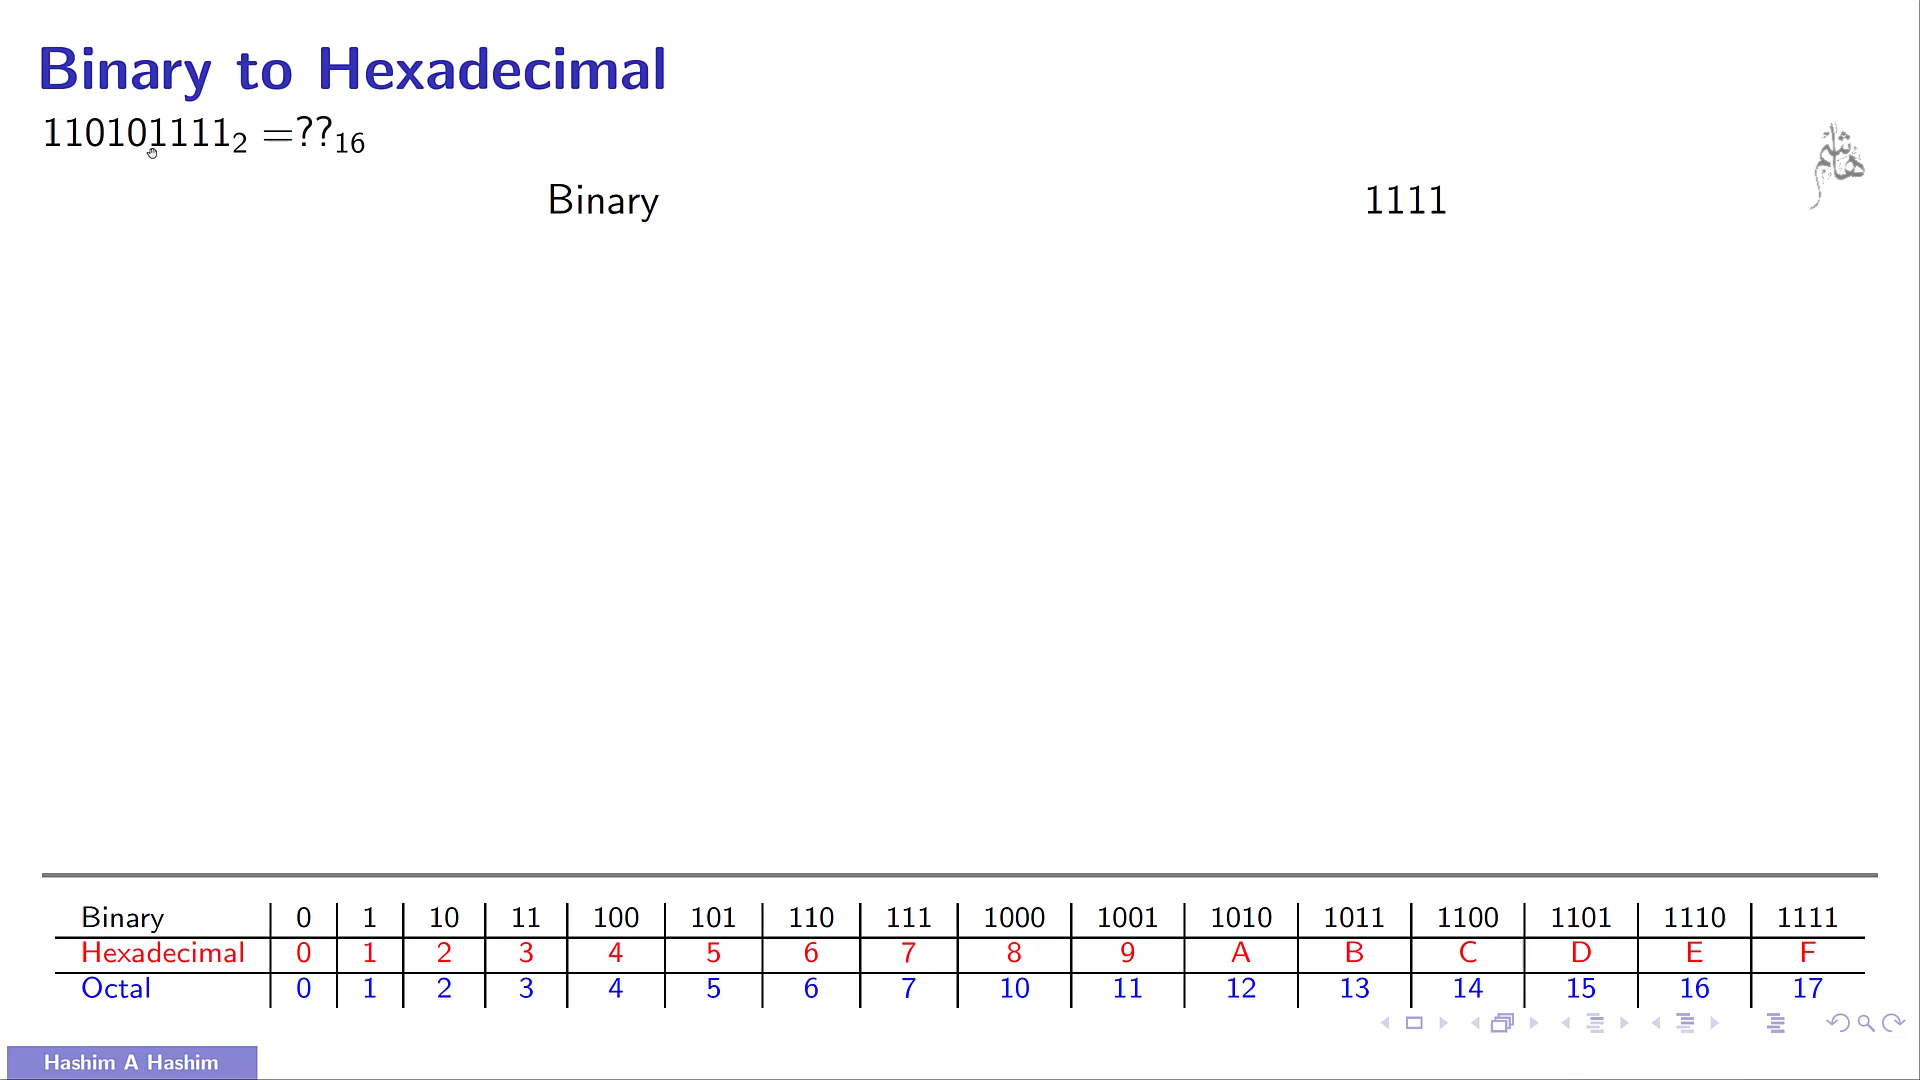 Binary to Hexadecimal
110101111₂ =??₁₆
هاشم
Binary 1111
Binary 0 1 10 11 100 101 110 111 1000 1001 1010 1011 1100 1101 1110 1111
Hexadecimal 0 1 2 3 4 5 6 7 8 9 A B C D E F
Octal 0 1 2 3 4 5 6 7 10 11 12 13 14 15 16 17
Hashim A Hashim